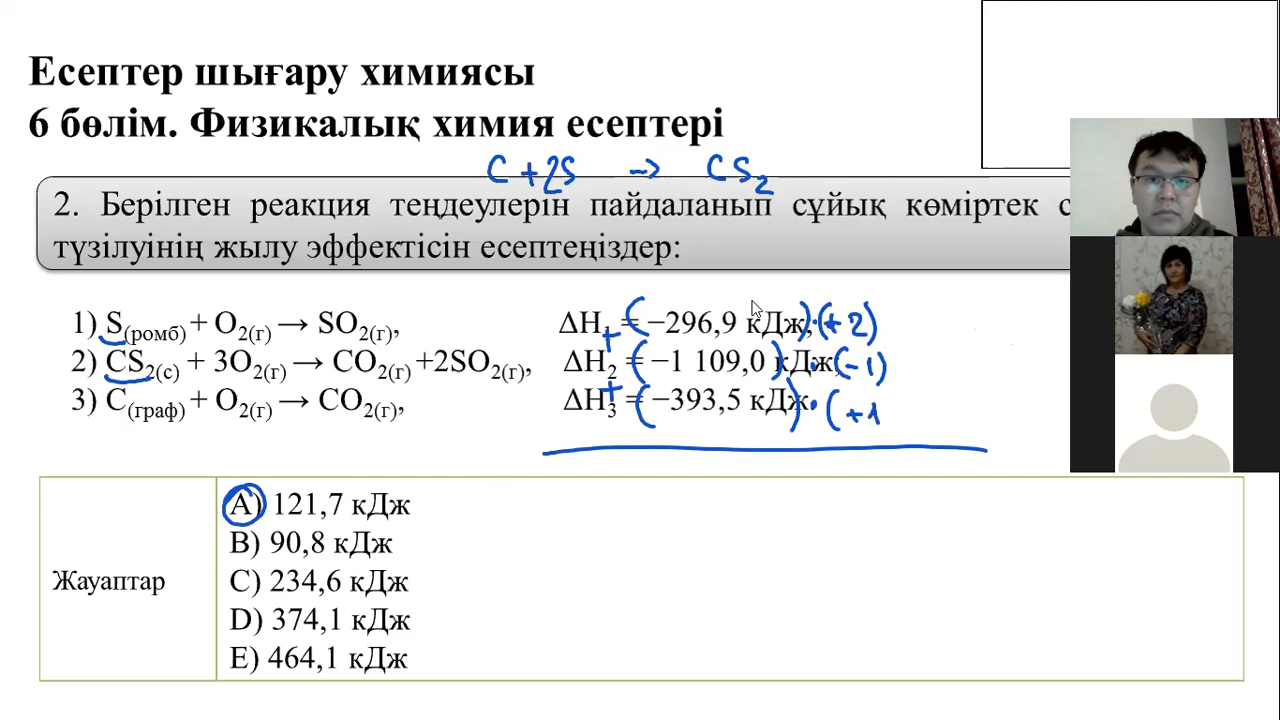 Есептер шығару химиясы
6 бөлім. Физикалық химия есептері
C + 2S → CS2
2. Берілген реакция теңдеулерін пайдаланып сұйық көміртек
түзілуінің жылу эффектісін есептеңіздер:
1) S(ромб) + O2(г) → SO2(г), ΔH1 = (−296,9 кДж;)·(+2)
2) CS2(с) + 3O2(г) → CO2(г) +2SO2(г), + ΔH2 = (−1 109,0) кДж·(−1)
3) C(граф) + O2(г) → CO2(г), + ΔH3 = (−393,5 кДж.)·(+1
Жауаптар
A) 121,7 кДж
B) 90,8 кДж
C) 234,6 кДж
D) 374,1 кДж
E) 464,1 кДж